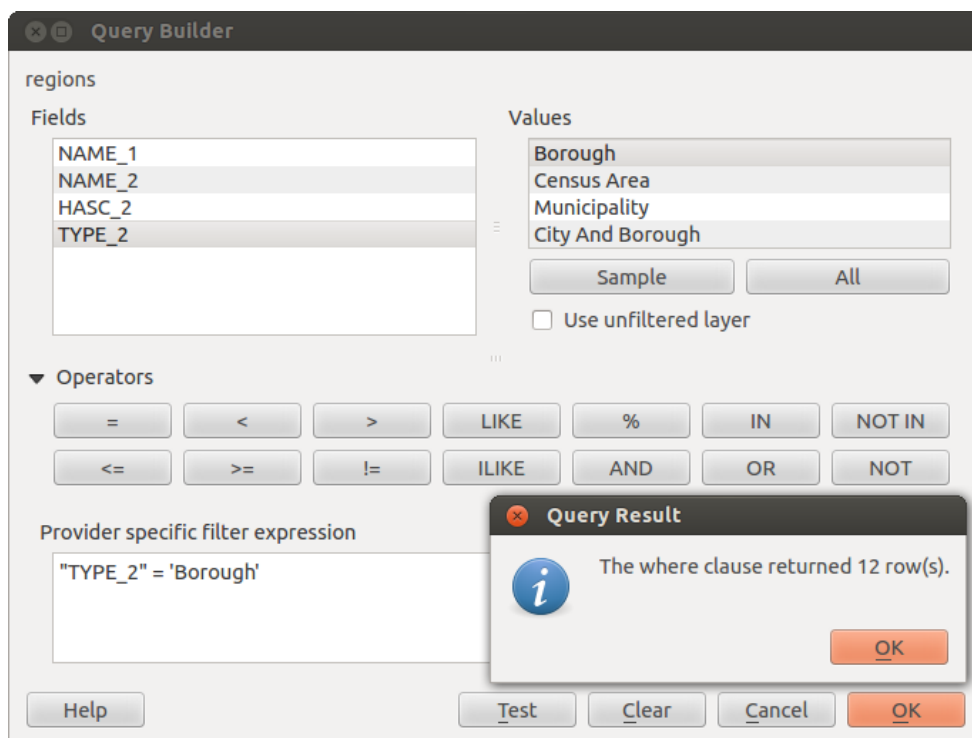 Query Builder
regions
Fields
Values
NAME_1
NAME_2
HASC_2
TYPE_2
Borough
Census Area
Municipality
City And Borough
Sample
All
Use unfiltered layer
Operators
= < > LIKE % IN NOT IN
<= >= != ILIKE AND OR NOT
Provider specific filter expression
"TYPE_2" = 'Borough'
Query Result
The where clause returned 12 row(s).
OK
Help Test Clear Cancel OK